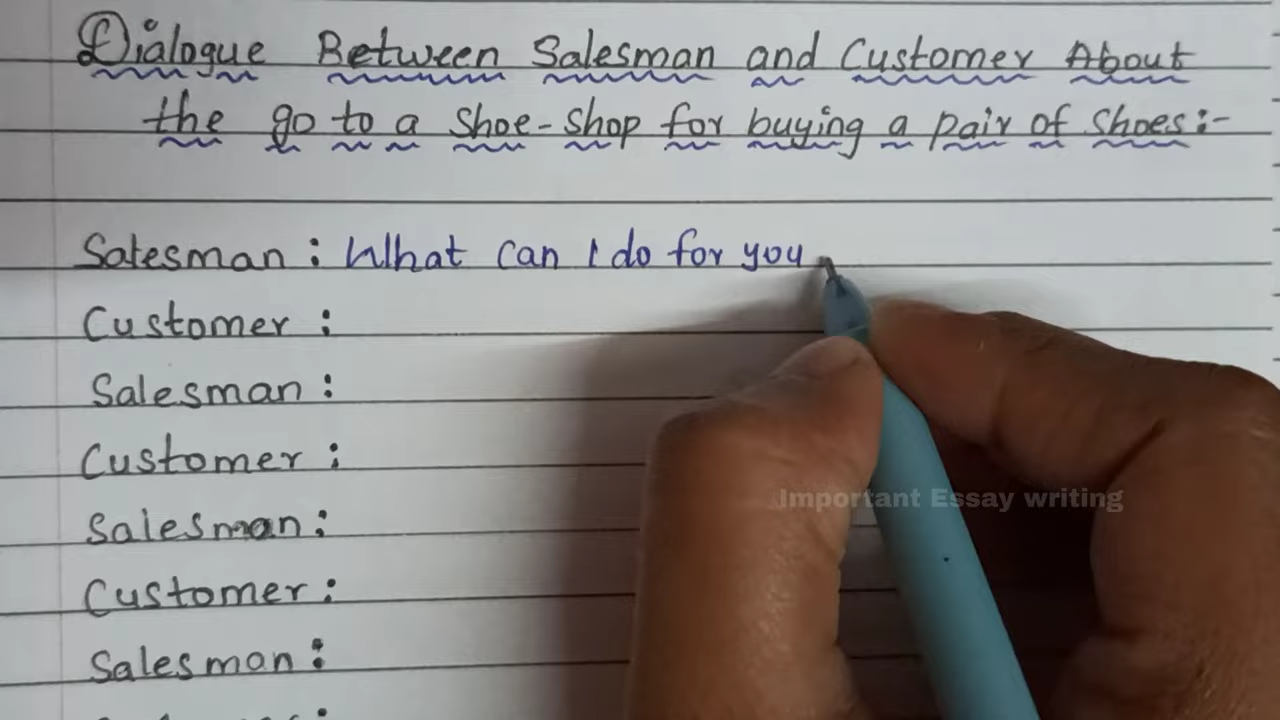 Dialogue Between Salesman and Customer About
the go to a Shoe-Shop for buying a pair of Shoes:-
Salesman : What can I do for you
Customer :
Salesman :
Customer :
Salesman :
Customer :
Salesman :
Important Essay writing